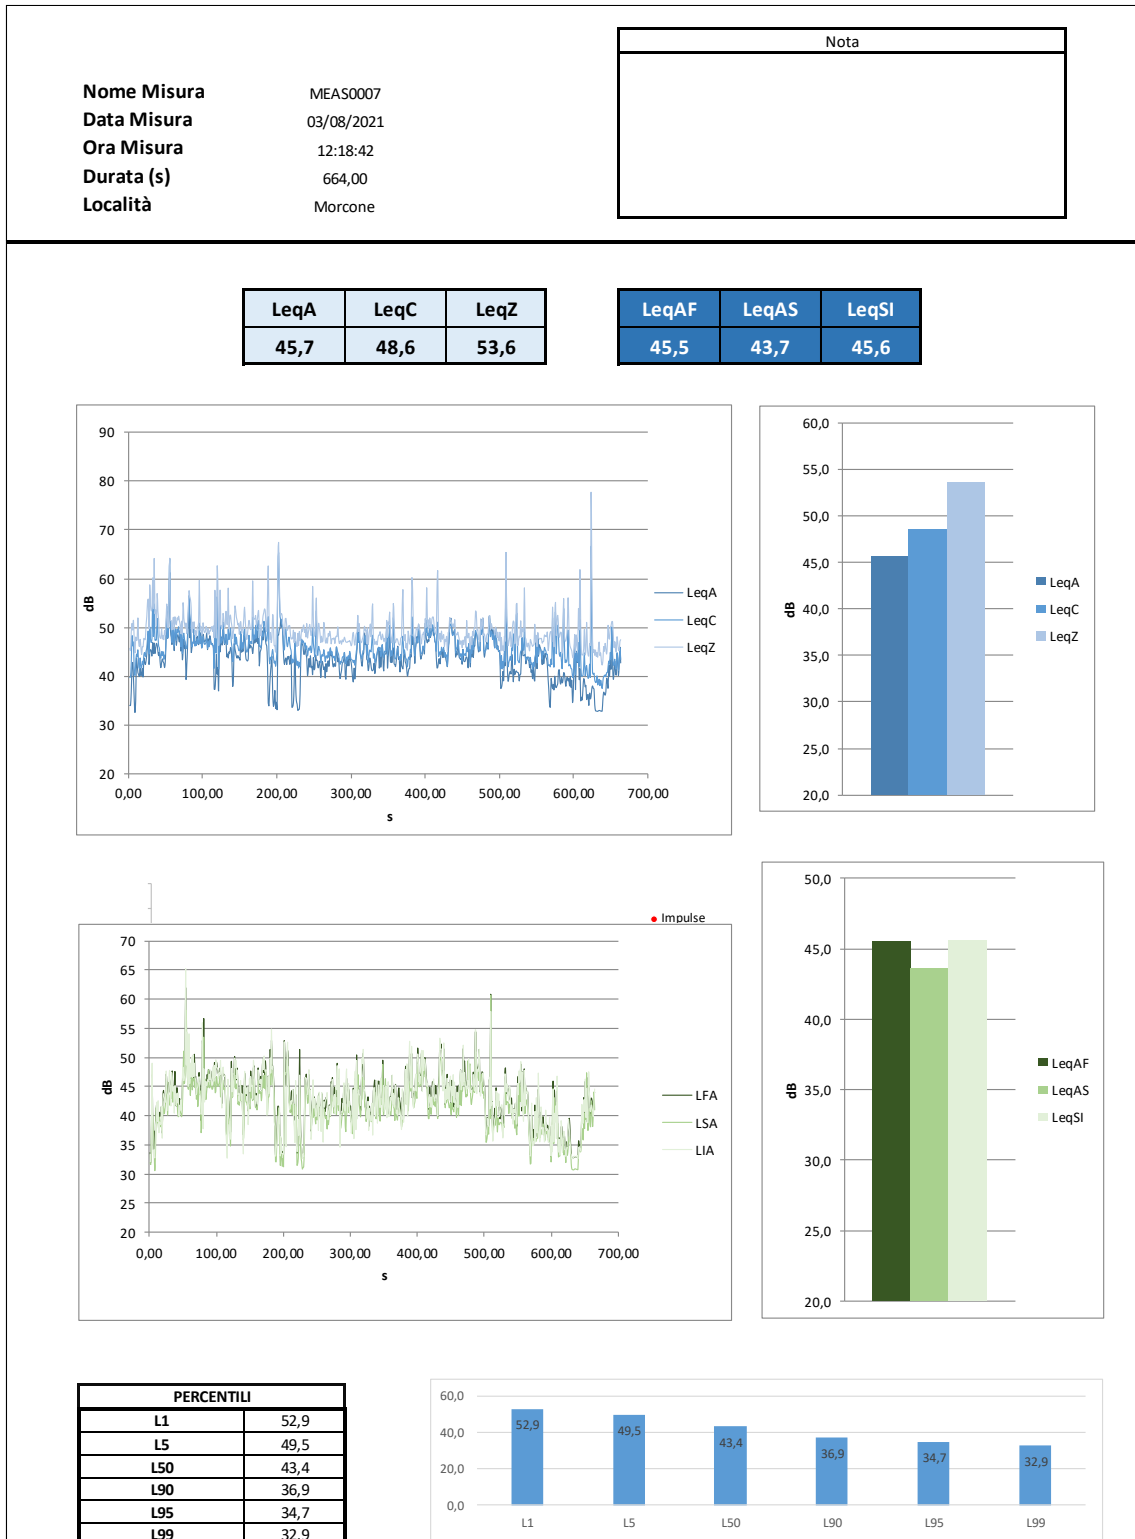 Nota
Nome Misura MEAS0007
Data Misura 03/08/2021
Ora Misura 12:18:42
Durata (s) 664,00
Località Morcone
LeqA LeqC LeqZ
45,7 48,6 53,6
LeqAF LeqAS LeqSI
45,5 43,7 45,6
90
80
70
60
50
40
30
20
dB
0,00 100,00 200,00 300,00 400,00 500,00 600,00 700,00
s
LeqA
LeqC
LeqZ
60,0
55,0
50,0
45,0
40,0
35,0
30,0
25,0
20,0
dB
LeqA
LeqC
LeqZ
Impulse
70
65
60
55
50
45
40
35
30
25
20
dB
0,00 100,00 200,00 300,00 400,00 500,00 600,00 700,00
s
LFA
LSA
LIA
50,0
45,0
40,0
35,0
30,0
25,0
20,0
dB
LeqAF
LeqAS
LeqSI
PERCENTILI
L1 52,9
L5 49,5
L50 43,4
L90 36,9
L95 34,7
L99 32,9
60,0
40,0
20,0
0,0
52,9 49,5 43,4 36,9 34,7 32,9
L1 L5 L50 L90 L95 L99